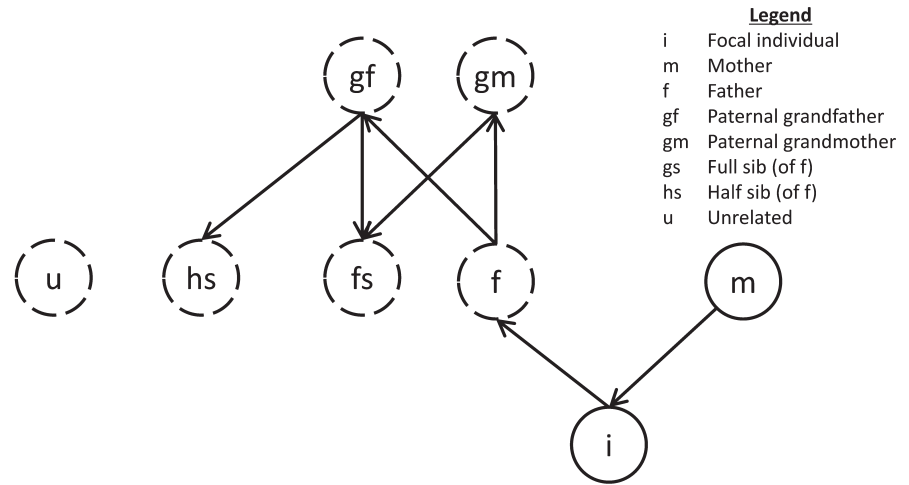 Legend
i Focal individual
m Mother
f Father
gf Paternal grandfather
gm Paternal grandmother
gs Full sib (of f)
hs Half sib (of f)
u Unrelated
gf gm
u hs fs f m
i